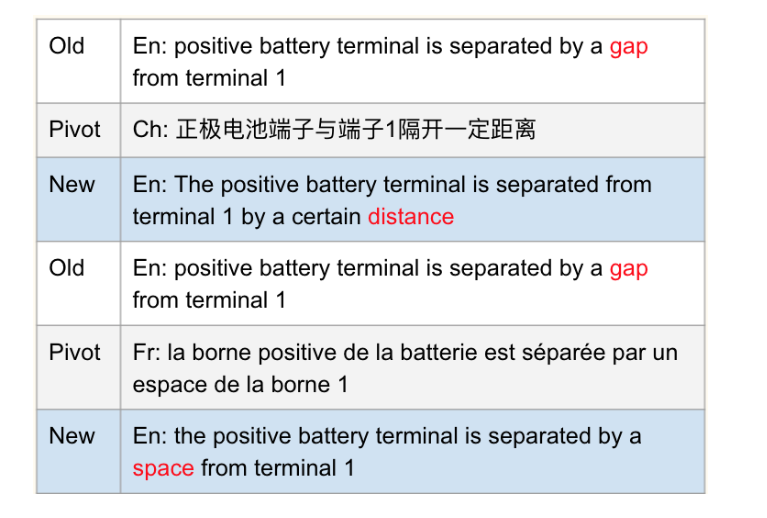 Old
En: positive battery terminal is separated by a gap
from terminal 1
Pivot
Ch: 正极电池端子与端子1隔开一定距离
New
En: The positive battery terminal is separated from
terminal 1 by a certain distance
Old
En: positive battery terminal is separated by a gap
from terminal 1
Pivot
Fr: la borne positive de la batterie est séparée par un
espace de la borne 1
New
En: the positive battery terminal is separated by a
space from terminal 1